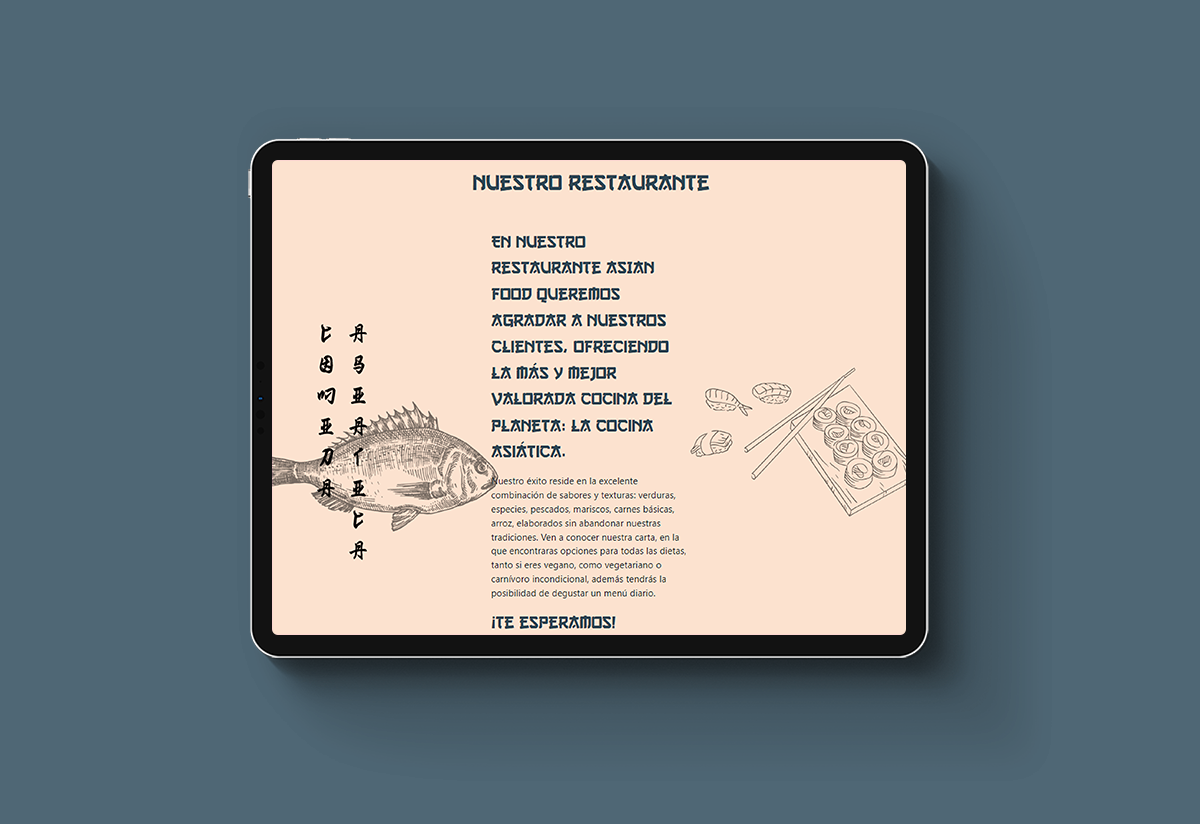 NUESTRO RESTAURANTE
匕因叨亚刀丹
丹马亚丹亻亚匕丹
EN NUESTRO
RESTAURANTE ASIAN
FOOD QUEREMOS
AGRADAR A NUESTROS
CLIENTES, OFRECIENDO
LA MÁS Y MEJOR
VALORADA COCINA DEL
PLANETA: LA COCINA
ASIÁTICA.
Nuestro éxito reside en la excelente
combinación de sabores y texturas: verduras,
especies, pescados, mariscos, carnes básicas,
arroz, elaborados sin abandonar nuestras
tradiciones. Ven a conocer nuestra carta, en la
que encontraras opciones para todas las dietas,
tanto si eres vegano, como vegetariano o
carnívoro incondicional, además tendrás la
posibilidad de degustar un menú diario.
¡TE ESPERAMOS!